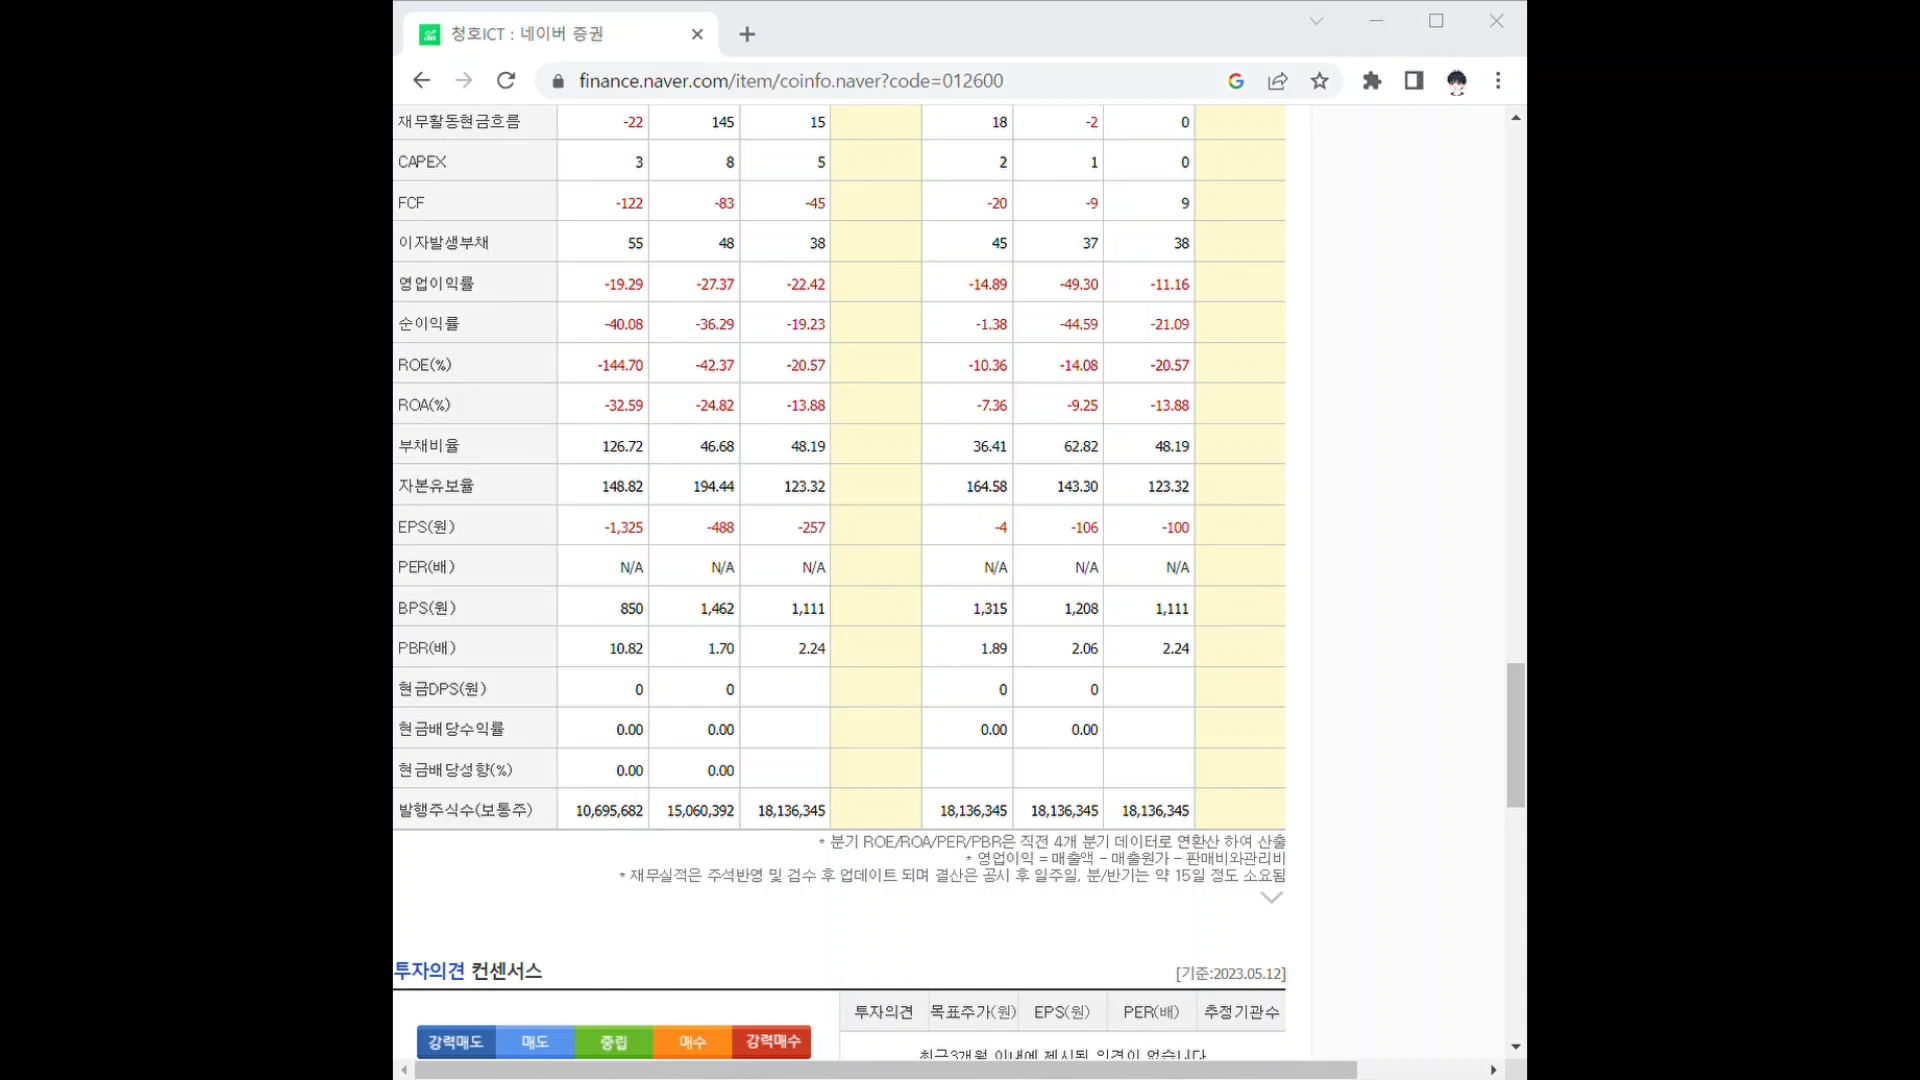 청호ICT : 네이버 증권
finance.naver.com/item/coinfo.naver?code=012600
재무활동현금흐름 -22 145 15 18 -2 0
CAPEX 3 8 5 2 1 0
FCF -122 -83 -45 -20 -9 9
이자발생부채 55 48 38 45 37 38
영업이익률 -19.29 -27.37 -22.42 -14.89 -49.30 -11.16
순이익률 -40.08 -36.29 -19.23 -1.38 -44.59 -21.09
ROE(%) -144.70 -42.37 -20.57 -10.36 -14.08 -20.57
ROA(%) -32.59 -24.82 -13.88 -7.36 -9.25 -13.88
부채비율 126.72 46.68 48.19 36.41 62.82 48.19
자본유보율 148.82 194.44 123.32 164.58 143.30 123.32
EPS(원) -1,325 -488 -257 -4 -106 -100
PER(배) N/A N/A N/A N/A N/A N/A
BPS(원) 850 1,462 1,111 1,315 1,208 1,111
PBR(배) 10.82 1.70 2.24 1.89 2.06 2.24
현금DPS(원) 0 0 0 0
현금배당수익률 0.00 0.00 0.00 0.00
현금배당성향(%) 0.00 0.00
발행주식수(보통주) 10,695,682 15,060,392 18,136,345 18,136,345 18,136,345 18,136,345
* 분기 ROE/ROA/PER/PBR은 직전 4개 분기 데이터로 연환산 하여 산출
* 영업이익 = 매출액 - 매출원가 - 판매비와관리비
* 재무실적은 주석반영 및 검수 후 업데이트 되며 결산은 공시 후 일주일, 분/반기는 약 15일 정도 소요됨
투자의견 컨센서스 [기준:2023.05.12]
투자의견 목표주가(원) EPS(원) PER(배) 추정기관수
강력매도 매도 중립 매수 강력매수
최근3개월 이내에 제시된 의견이 없습니다